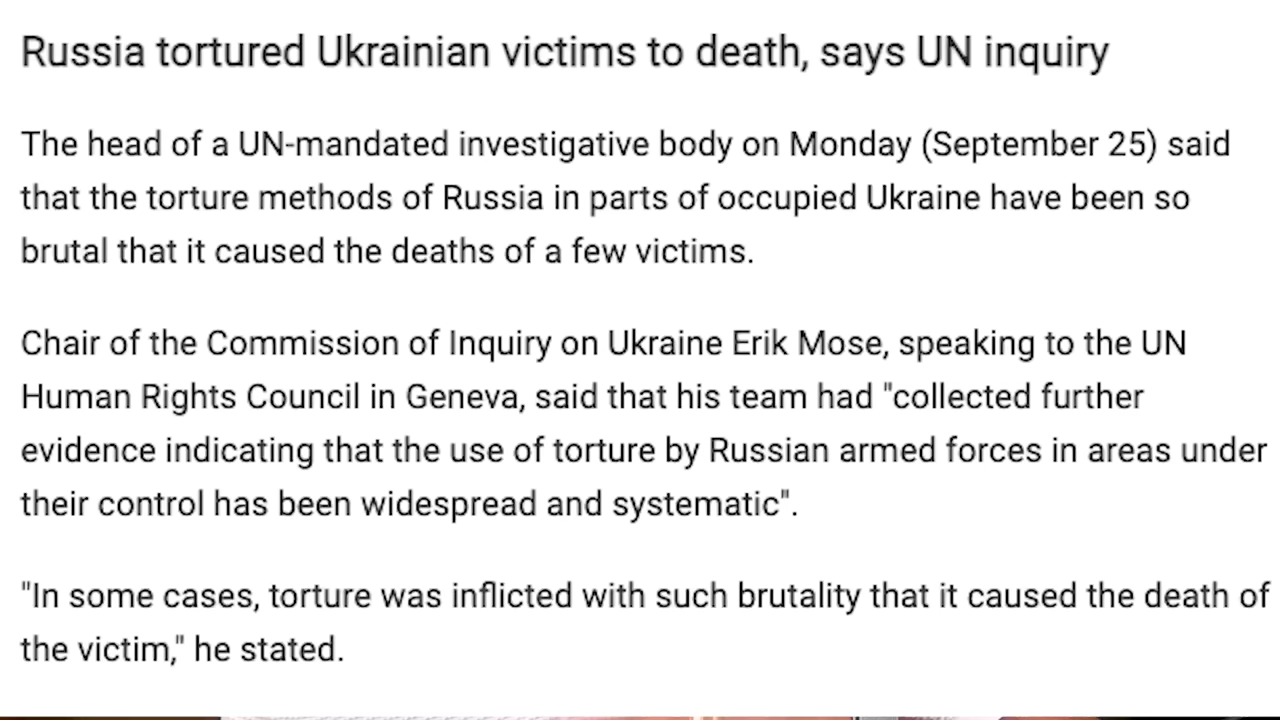 Russia tortured Ukrainian victims to death, says UN inquiry
The head of a UN-mandated investigative body on Monday (September 25) said
that the torture methods of Russia in parts of occupied Ukraine have been so
brutal that it caused the deaths of a few victims.
Chair of the Commission of Inquiry on Ukraine Erik Mose, speaking to the UN
Human Rights Council in Geneva, said that his team had "collected further
evidence indicating that the use of torture by Russian armed forces in areas under
their control has been widespread and systematic".
"In some cases, torture was inflicted with such brutality that it caused the death of
the victim," he stated.